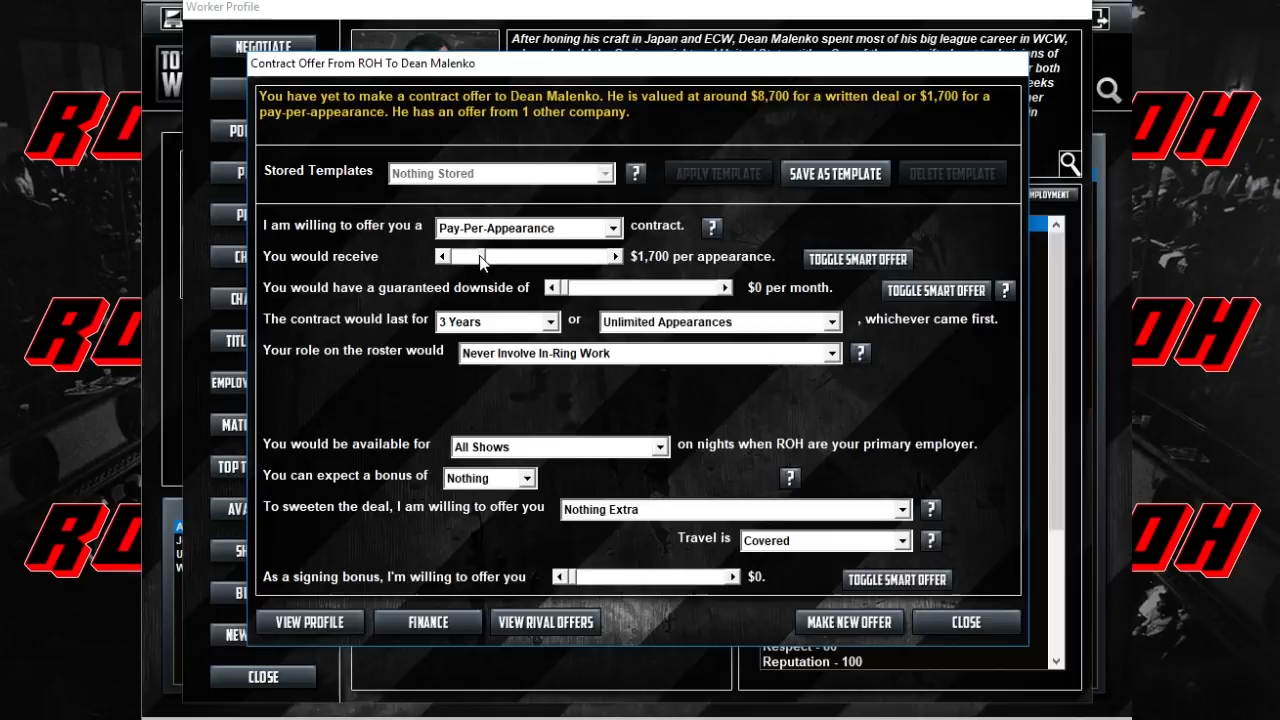 Worker Profile
NEGOTIATE
After honing his craft in Japan and ECW, Dean Malenko spent most of his big league career in WCW,
Contract Offer From ROH To Dean Malenko
both
You have yet to make a contract offer to Dean Malenko. He is valued at around $8,700 for a written deal or $1,700 for a
pay-per-appearance. He has an offer from 1 other company.
Stored Templates Nothing Stored ? APPLY TEMPLATE SAVE AS TEMPLATE DELETE TEMPLATE
I am willing to offer you a Pay-Per-Appearance contract. ?
You would receive $1,700 per appearance. TOGGLE SMART OFFER
You would have a guaranteed downside of $0 per month. TOGGLE SMART OFFER ?
The contract would last for 3 Years or Unlimited Appearances , whichever came first.
Your role on the roster would Never Involve In-Ring Work ?
You would be available for All Shows on nights when ROH are your primary employer.
You can expect a bonus of Nothing ?
To sweeten the deal, I am willing to offer you Nothing Extra ?
Travel is Covered ?
As a signing bonus, I'm willing to offer you $0. TOGGLE SMART OFFER
VIEW PROFILE FINANCE VIEW RIVAL OFFERS MAKE NEW OFFER CLOSE
Reputation - 100
CLOSE